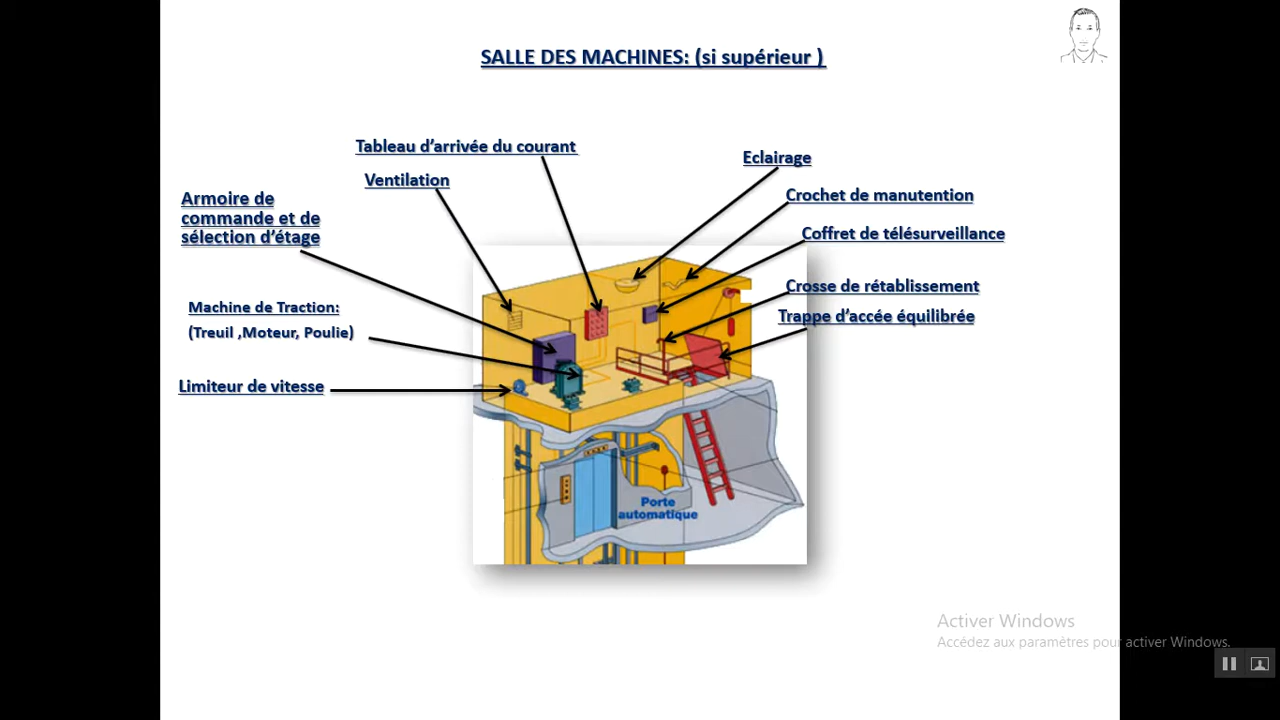 SALLE DES MACHINES: (si supérieur )
Tableau d'arrivée du courant
Ventilation
Armoire de
commande et de
sélection d'étage
Machine de Traction:
(Treuil ,Moteur, Poulie)
Limiteur de vitesse
Eclairage
Crochet de manutention
Coffret de télésurveillance
Crosse de rétablissement
Trappe d'accée équilibrée
Porte
automatique
Activer Windows
Accédez aux paramètres pour activer Windows.